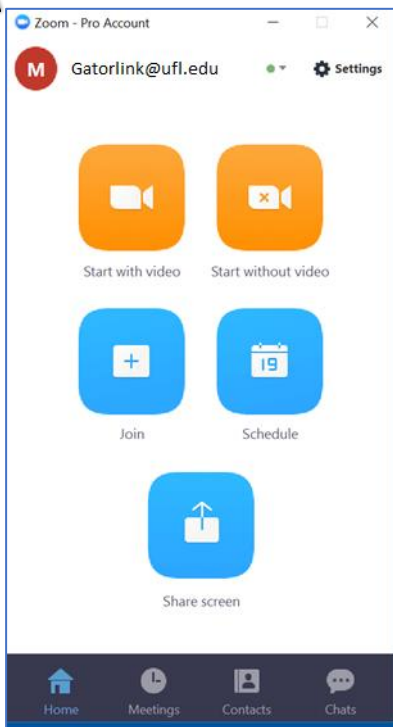 Zoom - Pro Account
M Gatorlink@ufl.edu Settings
Start with video Start without video
19
Join Schedule
Share screen
Home Meetings Contacts Chats